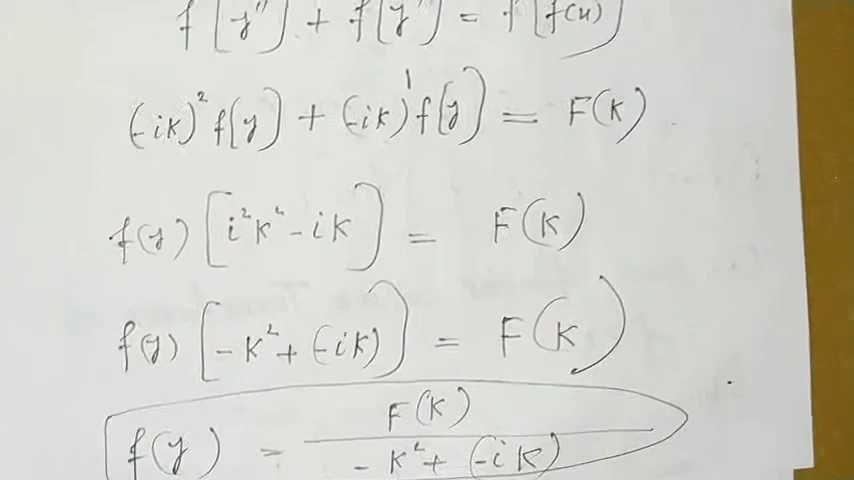 f[y''] + f[y'] = f[f(u)]
(-ik)² f[y] + (-ik)¹ f[y] = F(k)
f(y) [i²k² - ik] = F(k)
f(y) [-k² + (-ik)] = F(k)
f(y) = F(k) / -k² + (-ik)